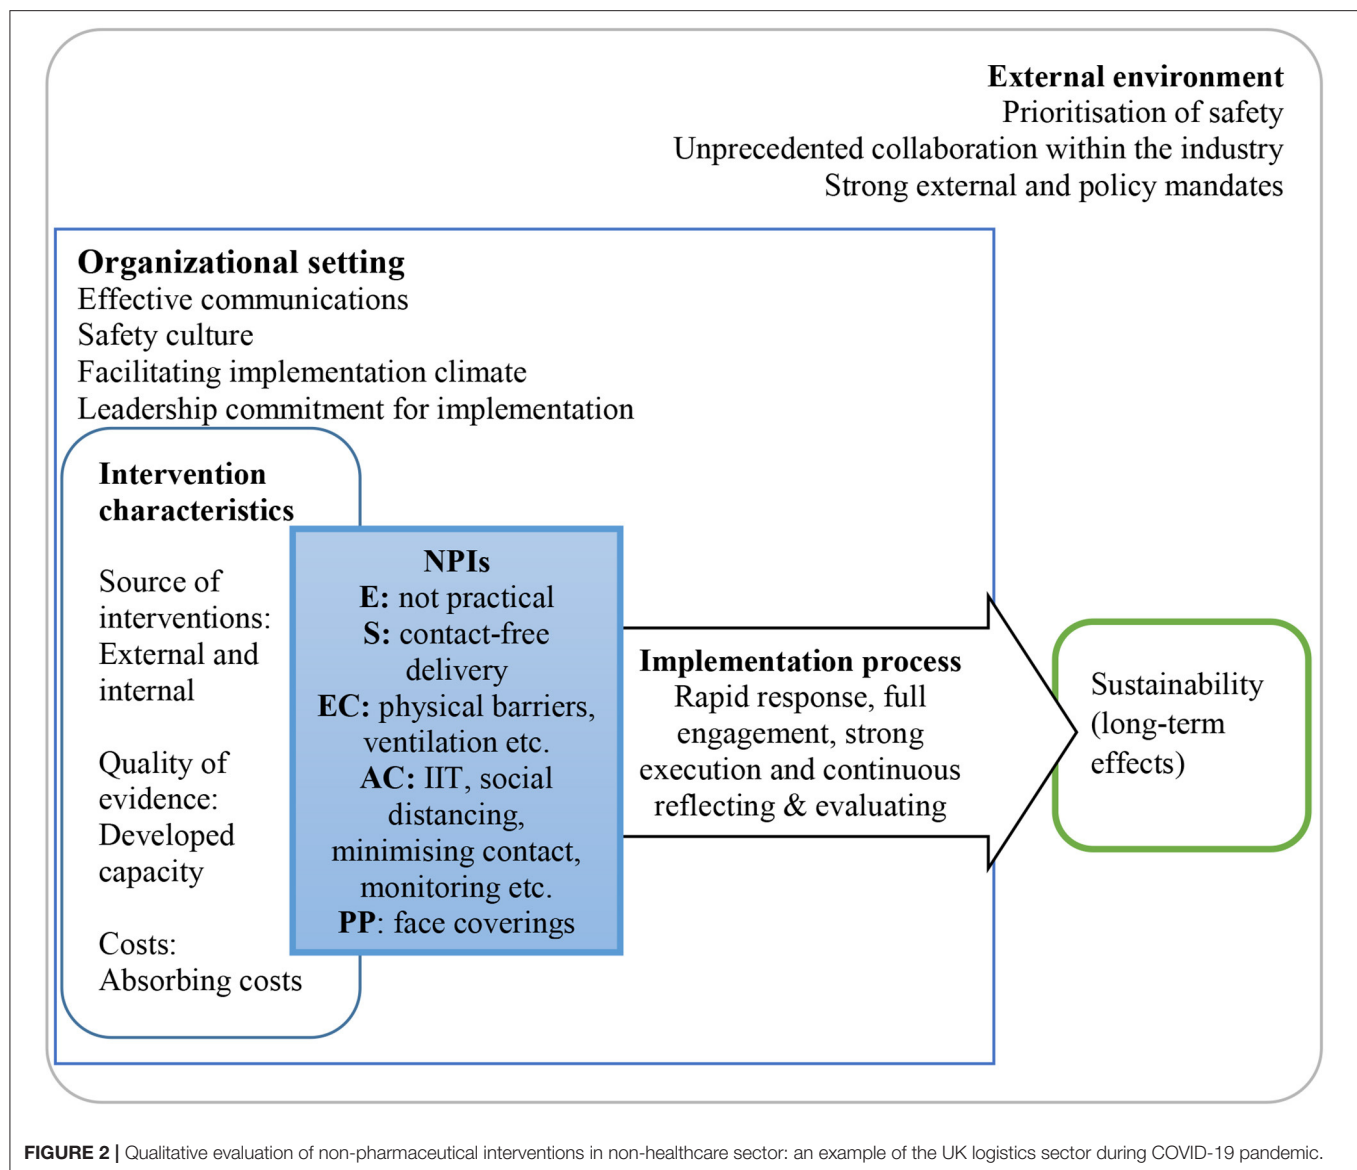 External environment
Prioritisation of safety
Unprecedented collaboration within the industry
Strong external and policy mandates
Organizational setting
Effective communications
Safety culture
Facilitating implementation climate
Leadership commitment for implementation
Intervention
characteristics
Source of
interventions:
External and
internal
Quality of
evidence:
Developed
capacity
Costs:
Absorbing costs
NPIs
E: not practical
S: contact-free
delivery
EC: physical barriers,
ventilation etc.
AC: IIT, social
distancing,
minimising contact,
monitoring etc.
PP: face coverings
Implementation process
Rapid response, full
engagement, strong
execution and continuous
reflecting & evaluating
Sustainability
(long-term
effects)
FIGURE 2 | Qualitative evaluation of non-pharmaceutical interventions in non-healthcare sector: an example of the UK logistics sector during COVID-19 pandemic.